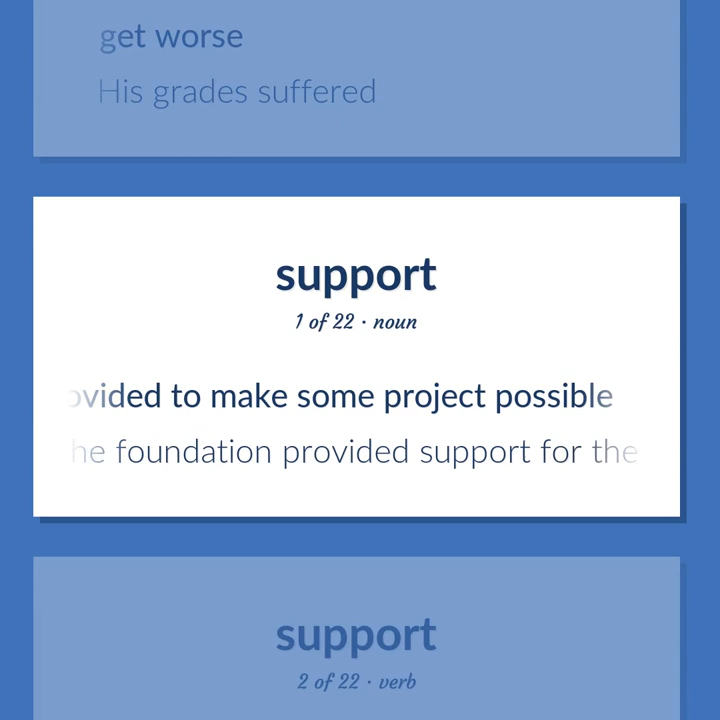 get worse
His grades suffered
support
1 of 22 · noun
ovided to make some project possible
he foundation provided support for the
support
2 of 22 · verb